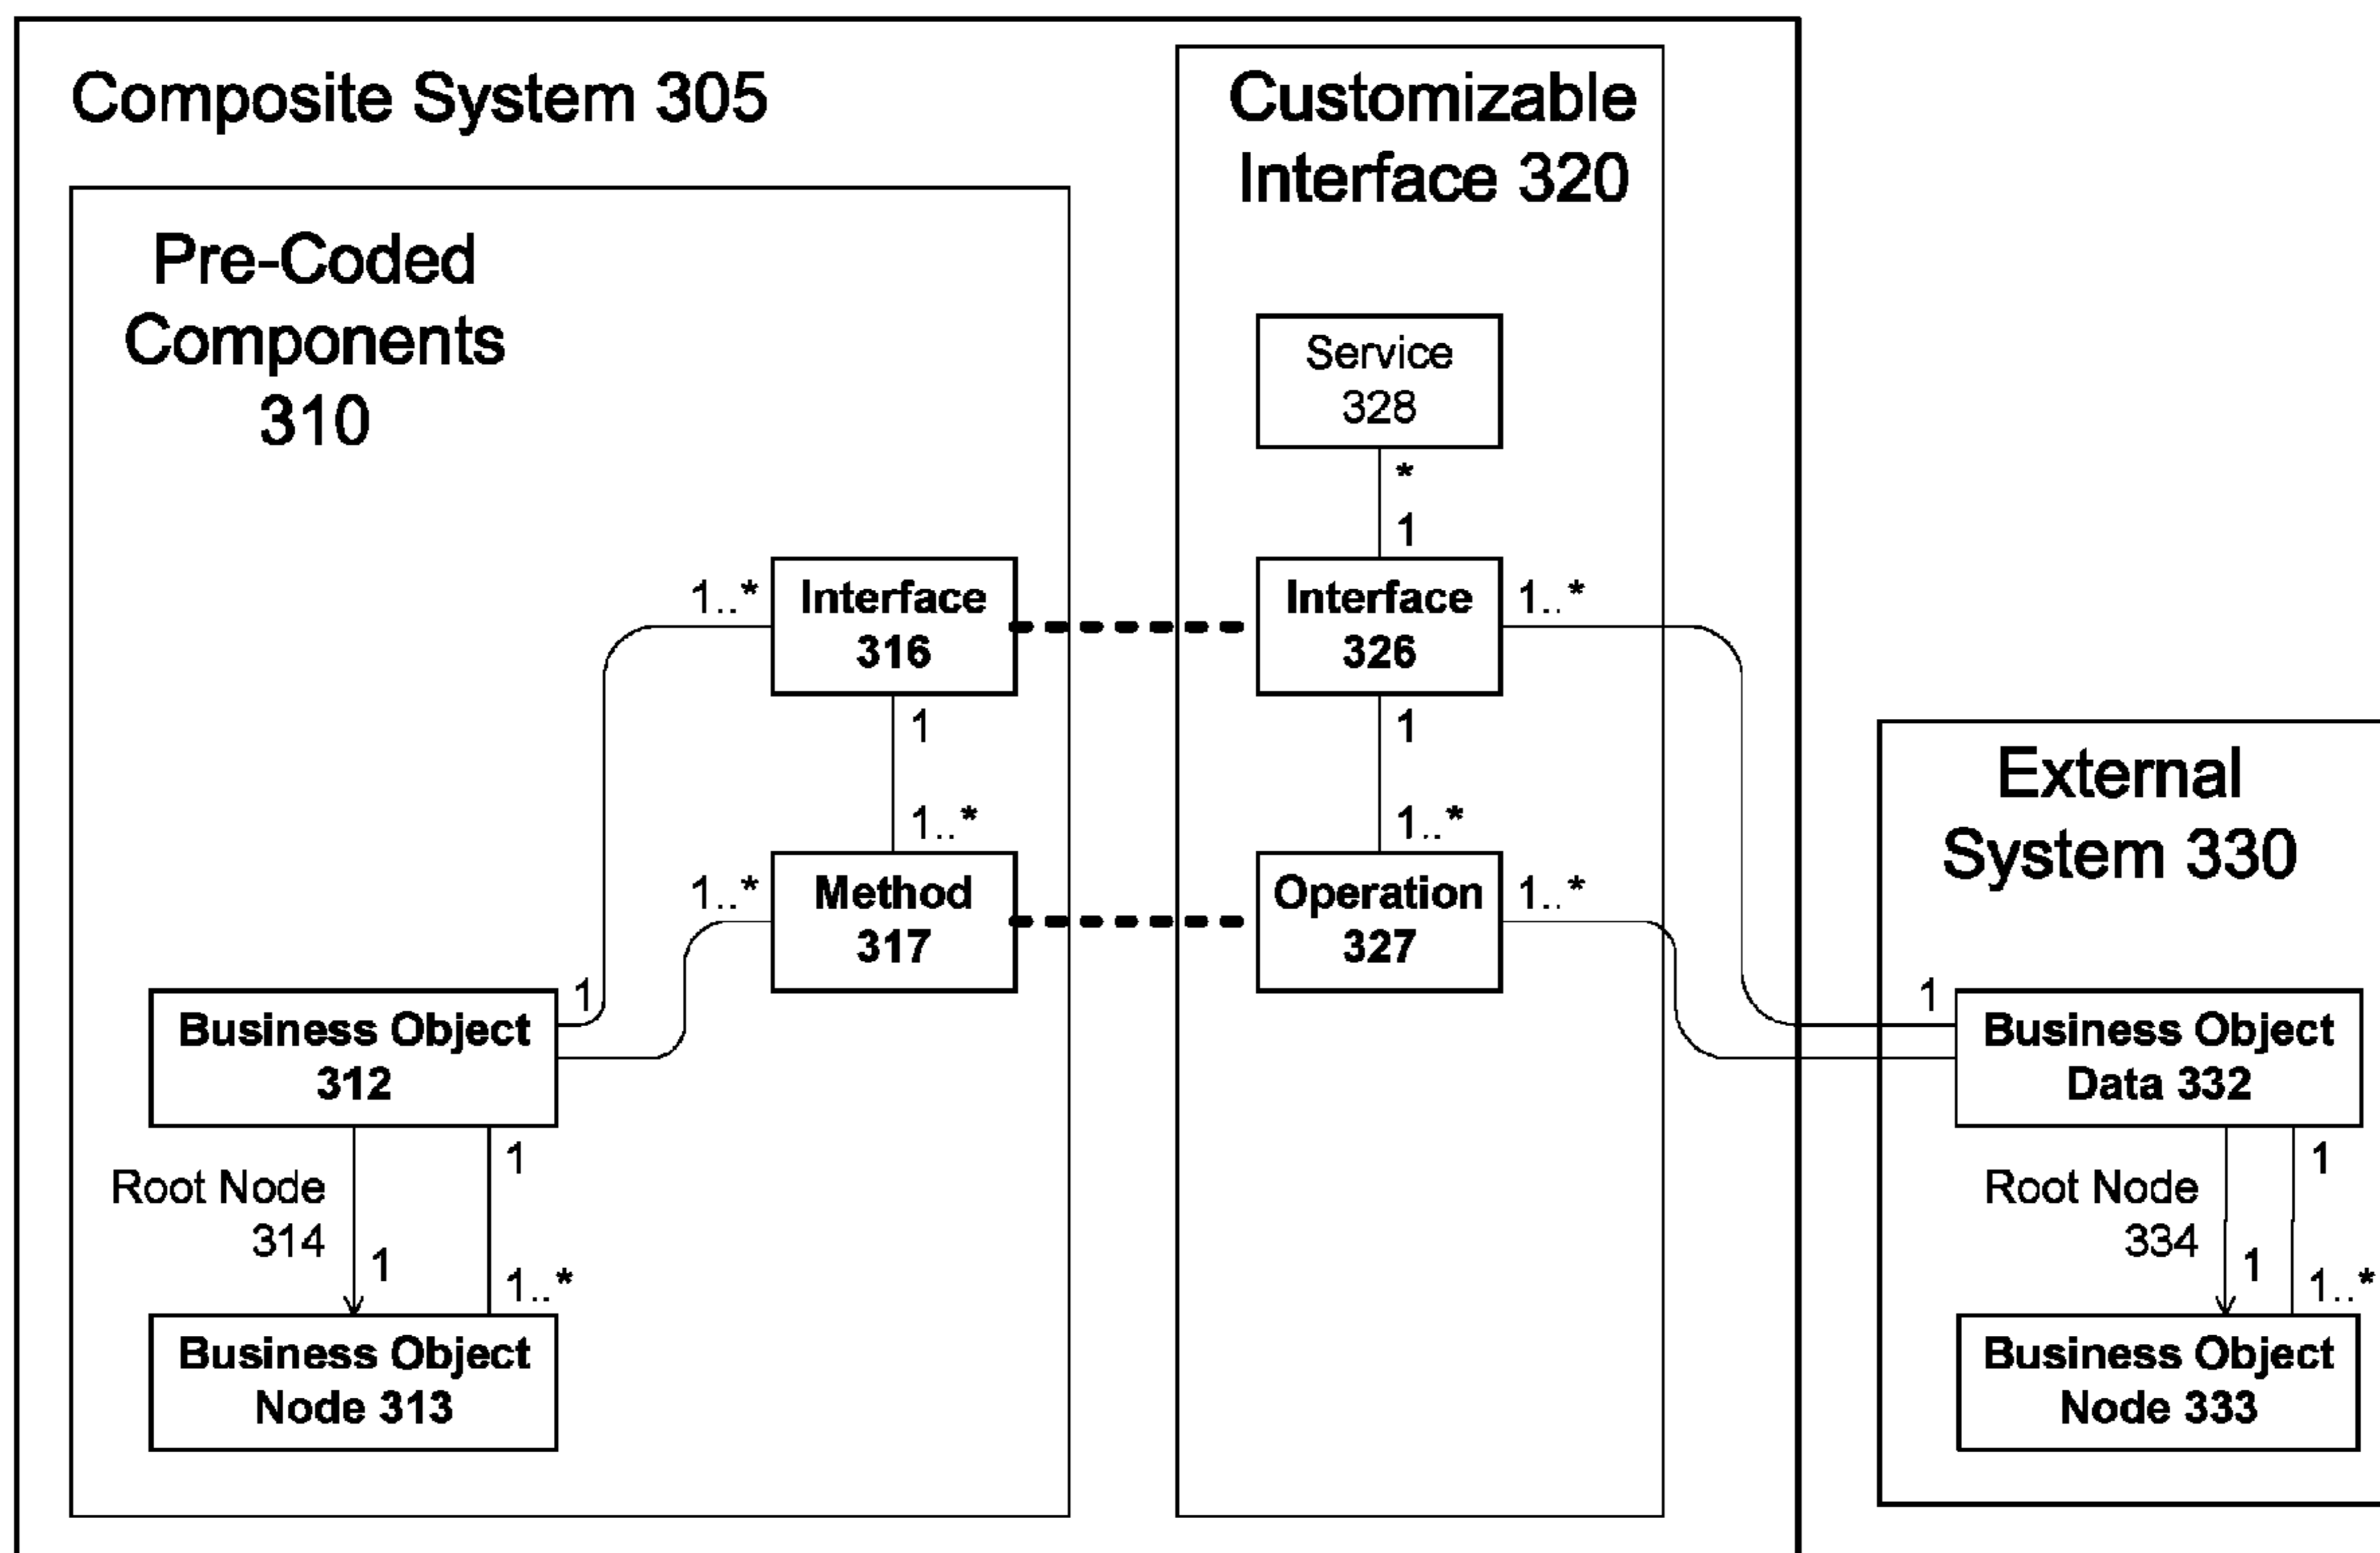 Composite System 305
Pre-Coded
Components
310
Customizable
Interface 320
Service
328
*
1
1..*
Interface
316
Interface
326
1..*
1
1
1..*
1..*
1..*
Method
317
Operation
327
1..*
1
Business Object
312
1
Root Node
314
1
1..*
Business Object
Node 313
External
System 330
1
Business Object
Data 332
1
Root Node
334
1
1..*
Business Object
Node 333